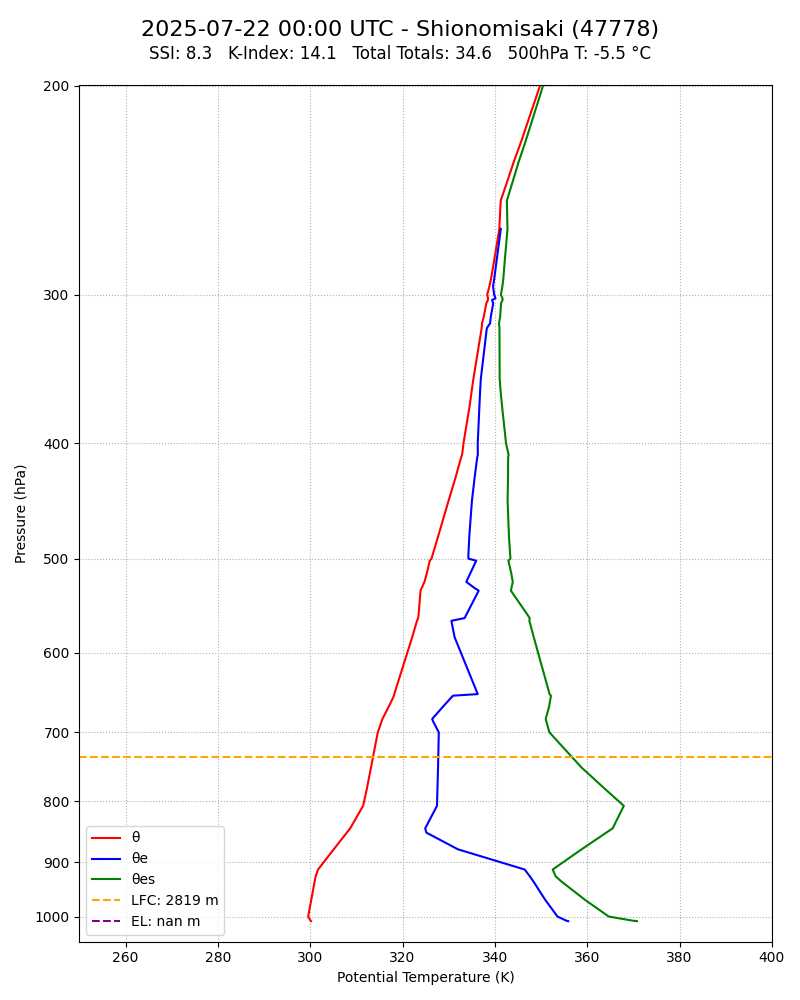 2025-07-22 00:00 UTC - Shionomisaki (47778)
SSI: 8.3   K-Index: 14.1   Total Totals: 34.6   500hPa T: -5.5 °C
200
300
400
500
600
700
800
900
1000
Pressure (hPa)
θ
θe
θes
LFC: 2819 m
EL: nan m
260 280 300 320 340 360 380 400
Potential Temperature (K)